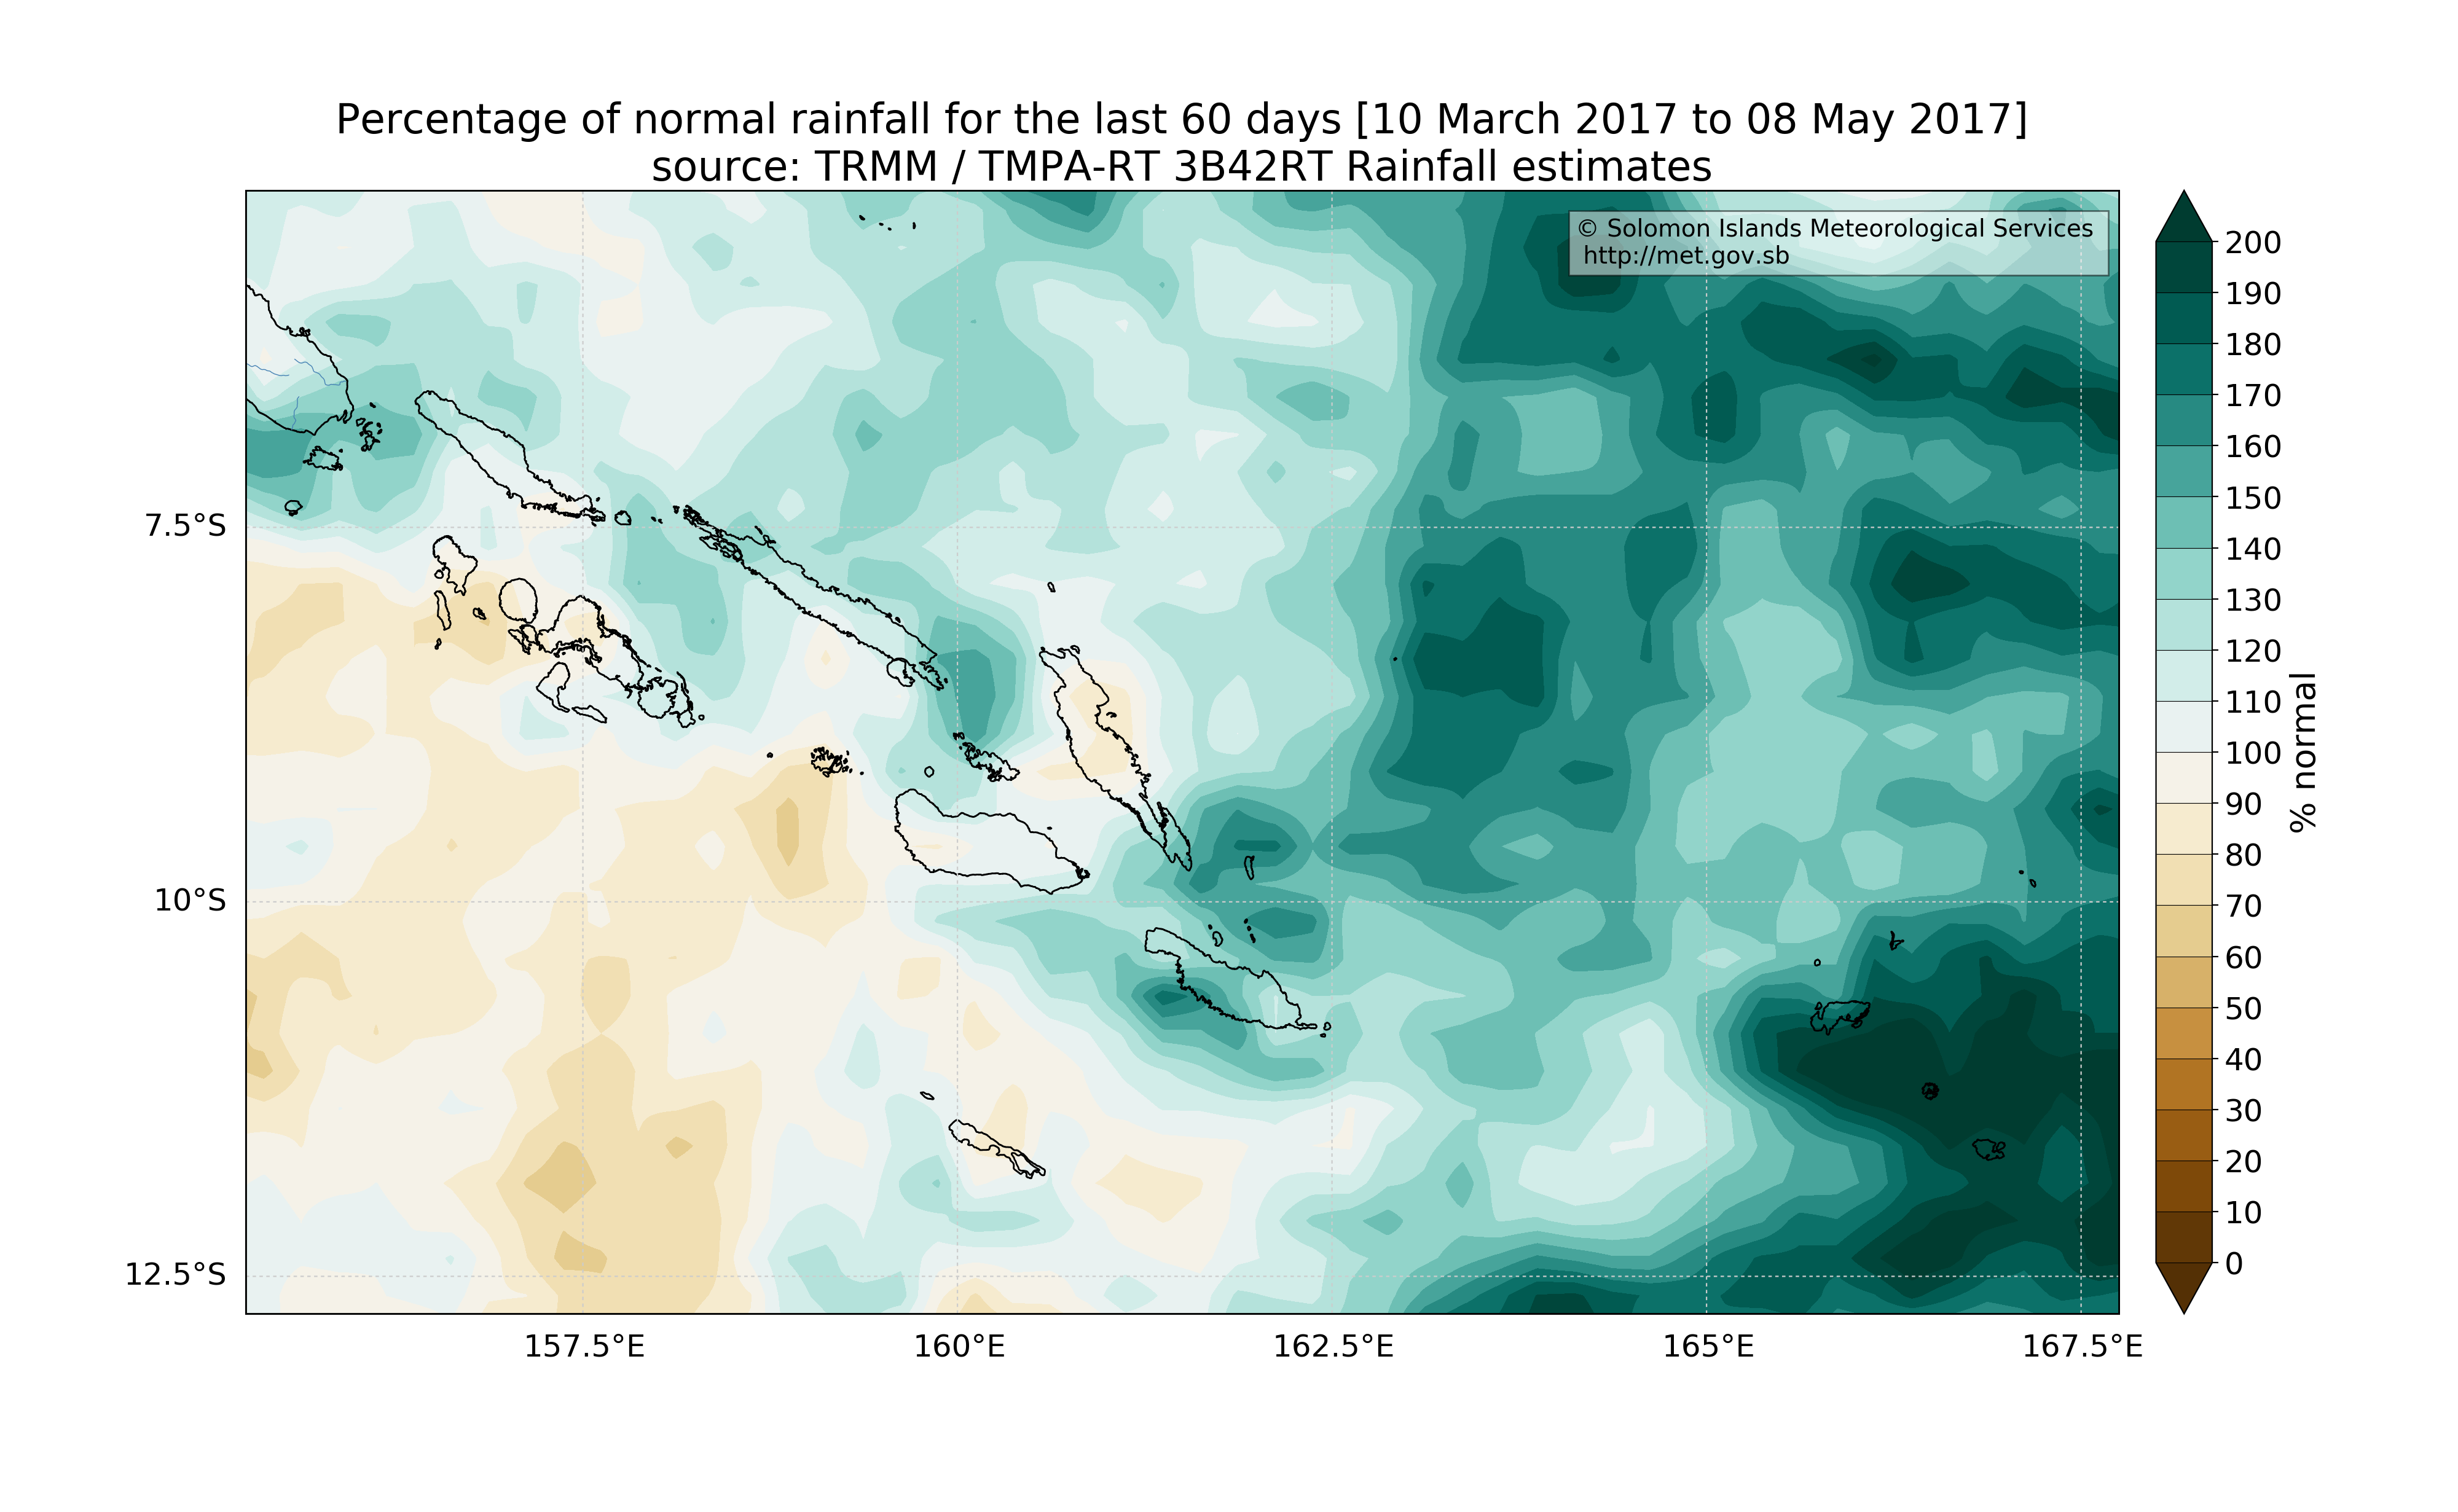 Percentage of normal rainfall for the last 60 days [10 March 2017 to 08 May 2017]
source: TRMM / TMPA-RT 3B42RT Rainfall estimates
© Solomon Islands Meteorological Services
http://met.gov.sb
7.5°S
10°S
12.5°S
157.5°E
160°E
162.5°E
165°E
167.5°E
200
190
180
170
160
150
140
130
120
110
100
90
80
70
60
50
40
30
20
10
0
% normal